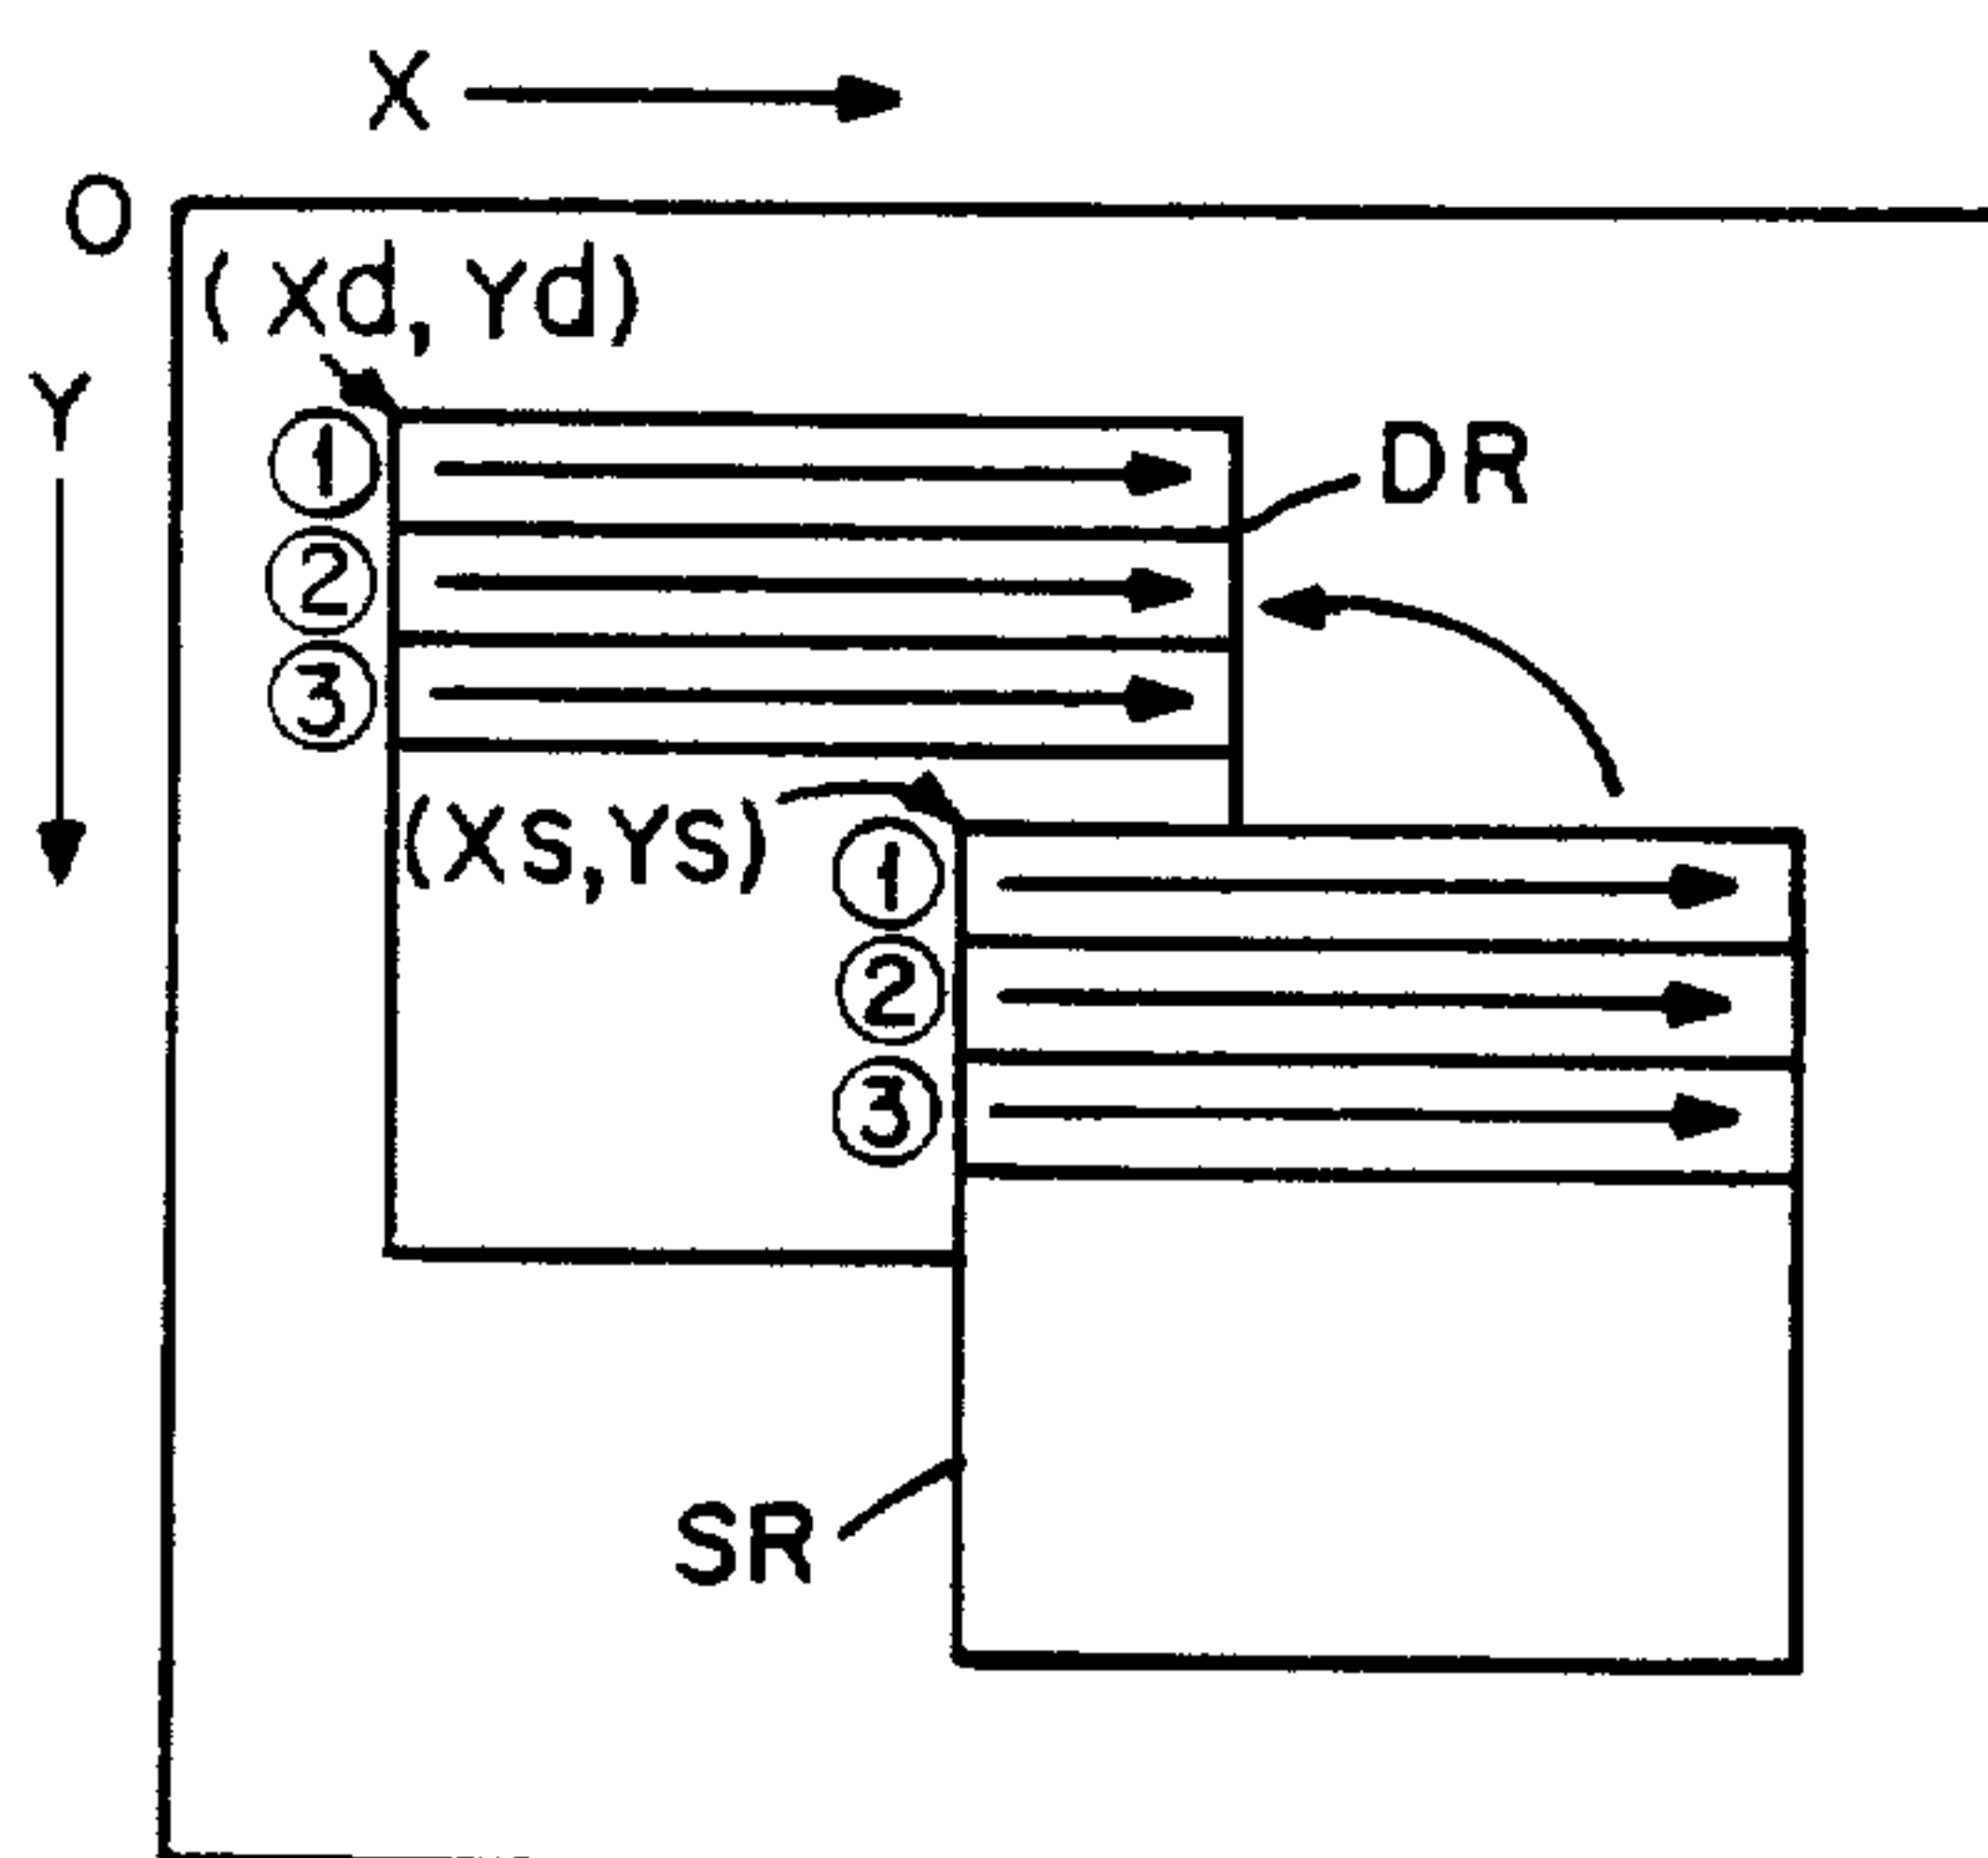 X
O
(Xd, Yd)
Y
①
DR
②
③
(XS,YS)
①
②
③
SR